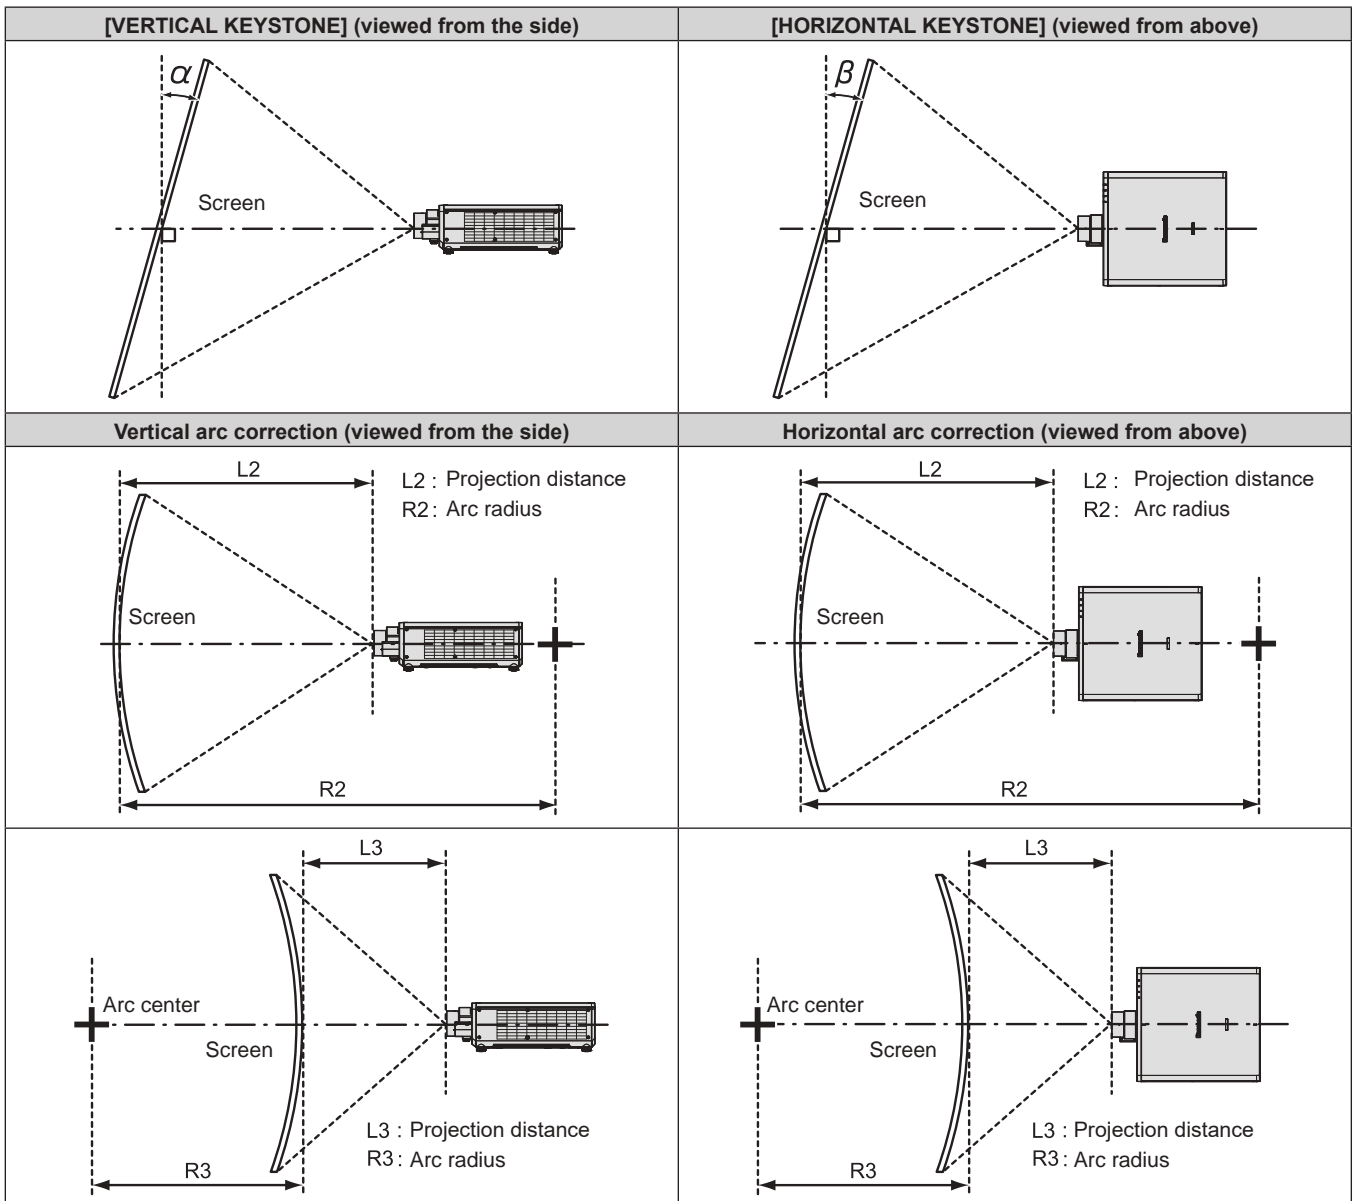 [VERTICAL KEYSTONE] (viewed from the side)
[HORIZONTAL KEYSTONE] (viewed from above)
α
Screen
β
Screen
Vertical arc correction (viewed from the side)
Horizontal arc correction (viewed from above)
L2
L2 : Projection distance
R2 : Arc radius
Screen
R2
L2
L2 : Projection distance
R2 : Arc radius
Screen
R2
L3
Arc center
Screen
L3 : Projection distance
R3 : Arc radius
R3
L3
Arc center
Screen
L3 : Projection distance
R3 : Arc radius
R3